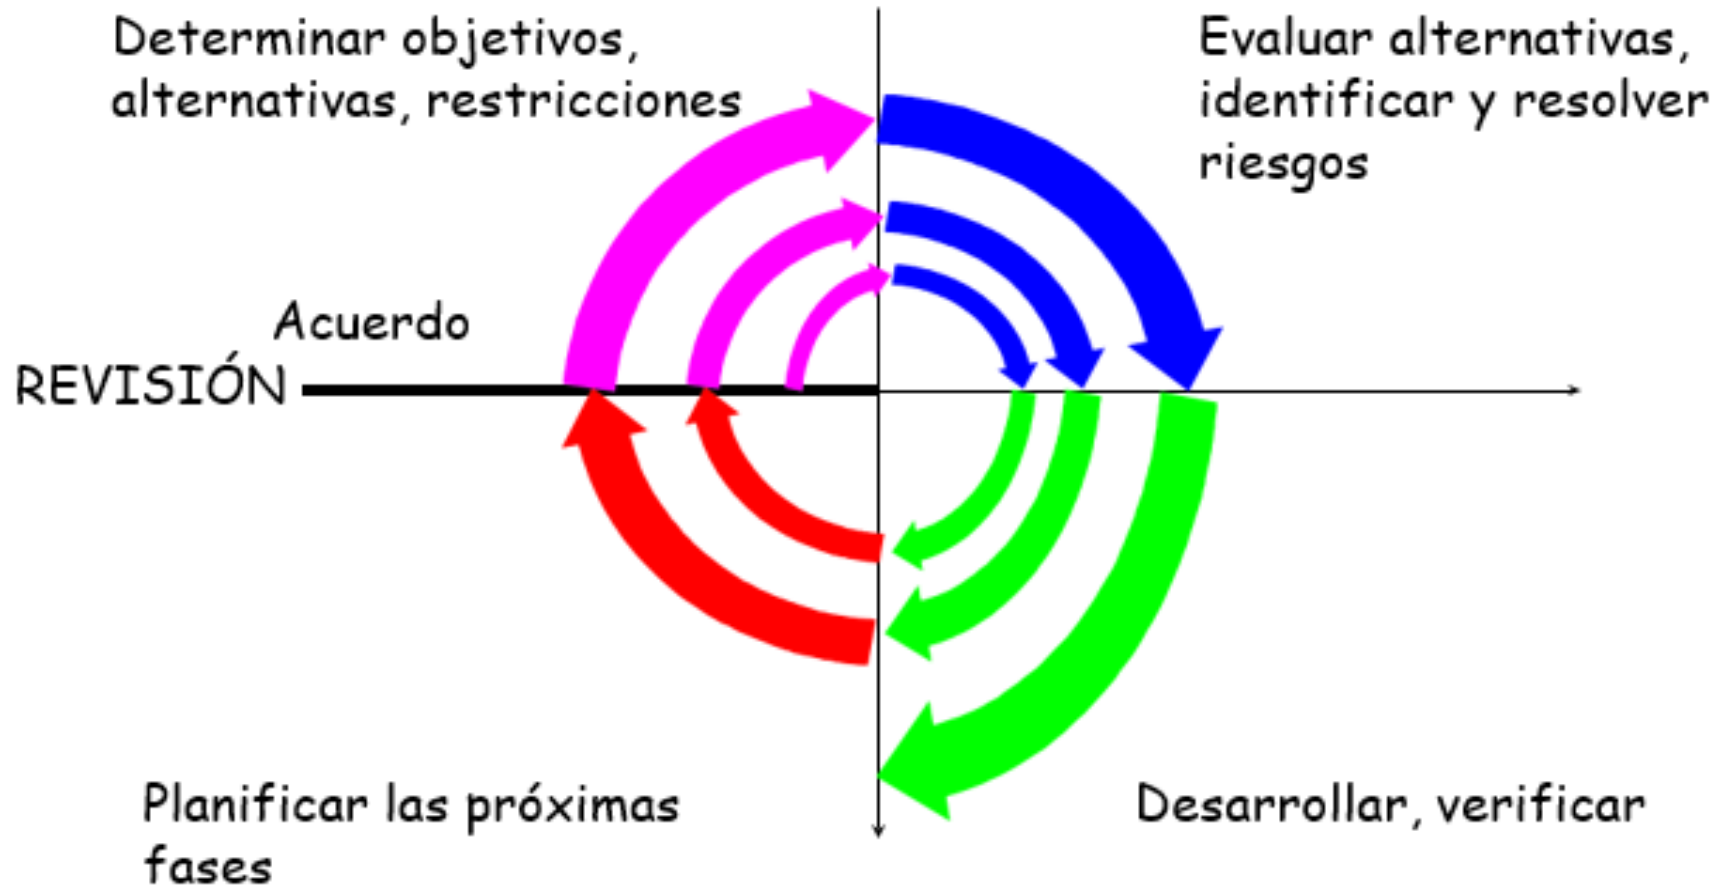 Determinar objetivos,
alternativas, restricciones
Evaluar alternativas,
identificar y resolver
riesgos
Acuerdo
REVISIÓN
Planificar las próximas
fases
Desarrollar, verificar